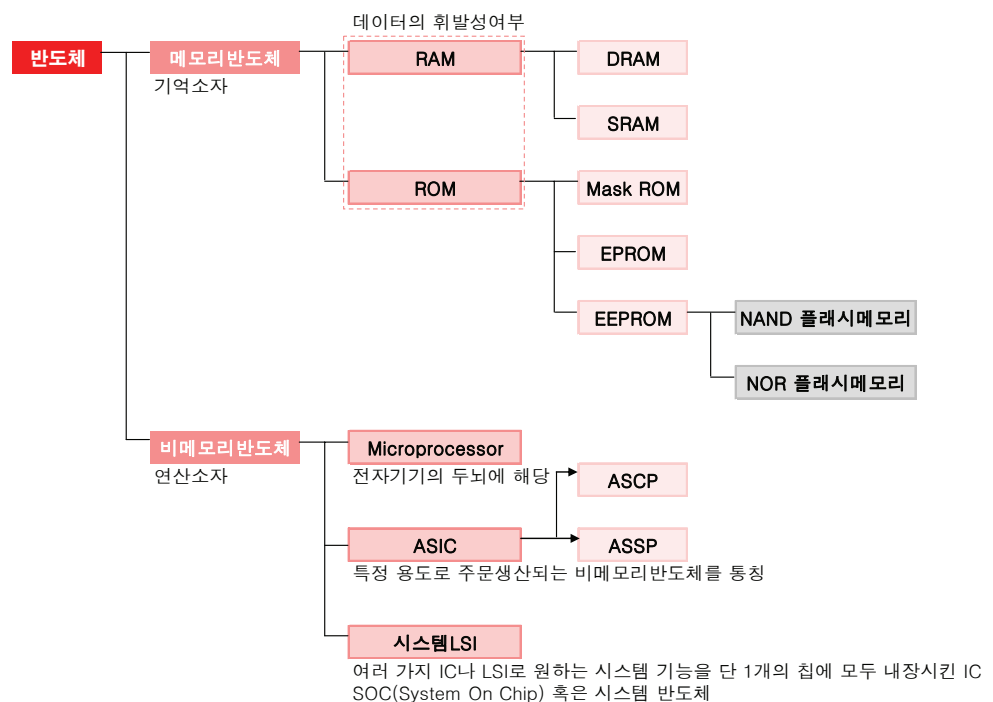 데이터의 휘발성여부
반도체
메모리반도체
기억소자
RAM
DRAM
SRAM
ROM
Mask ROM
EPROM
EEPROM
NAND 플래시메모리
NOR 플래시메모리
비메모리반도체
연산소자
Microprocessor
전자기기의 두뇌에 해당
ASCP
ASIC
ASSP
특정 용도로 주문생산되는 비메모리반도체를 통칭
시스템LSI
여러 가지 IC나 LSI로 원하는 시스템 기능을 단 1개의 칩에 모두 내장시킨 IC
SOC(System On Chip) 혹은 시스템 반도체